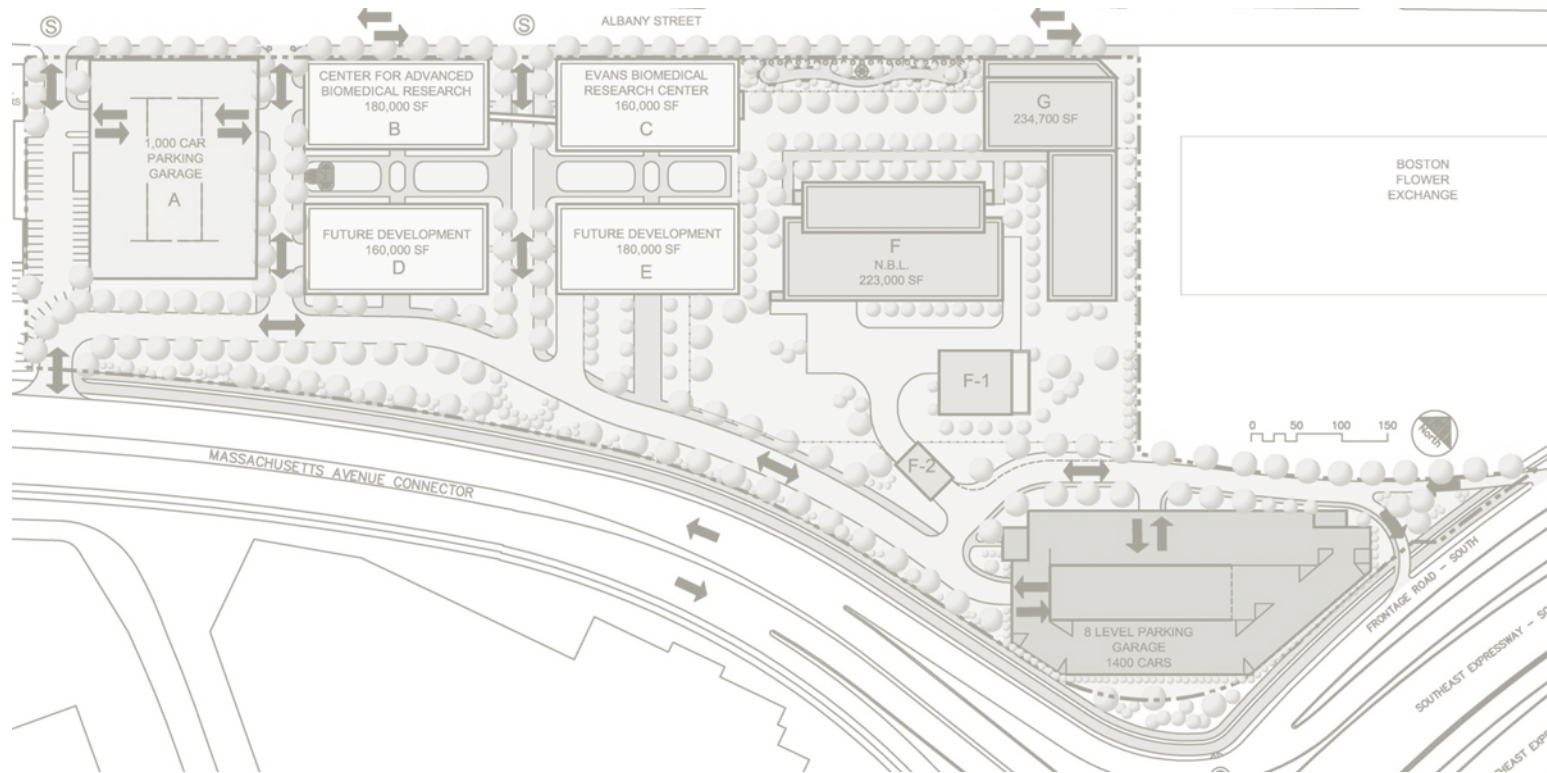 S
S
ALBANY STREET
CENTER FOR ADVANCED
BIOMEDICAL RESEARCH
180,000 SF
B
EVANS BIOMEDICAL
RESEARCH CENTER
160,000 SF
C
G
234,700 SF
1,000 CAR
PARKING
GARAGE
A
BOSTON
FLOWER
EXCHANGE
FUTURE DEVELOPMENT
160,000 SF
D
FUTURE DEVELOPMENT
180,000 SF
E
F
N.B.L.
223,000 SF
F-1
F-2
0 50 100 150
North
MASSACHUSETTS AVENUE CONNECTOR
8 LEVEL PARKING
GARAGE
1400 CARS
FRONTAGE ROAD - SOUTH
SOUTHEAST EXPRESSWAY - SO
HEAST EXP